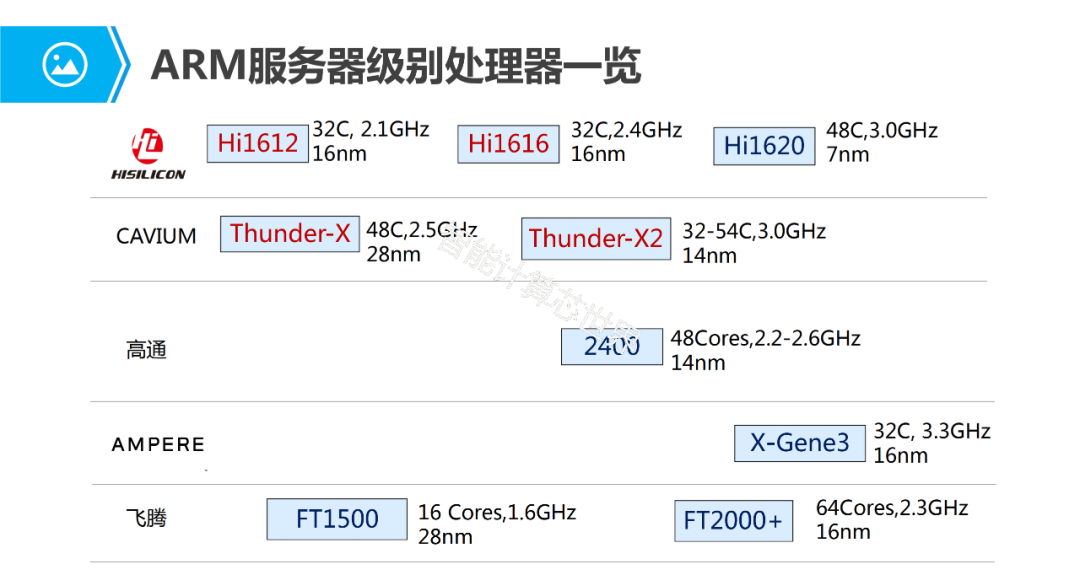 ARM服务器级别处理器一览
Hi
HISILICON
Hi1612
32C, 2.1GHz
16nm
Hi1616
32C,2.4GHz
16nm
Hi1620
48C,3.0GHz
7nm
CAVIUM
Thunder-X
48C,2.5GHz
28nm
Thunder-X2
32-54C,3.0GHz
14nm
智能计算芯世界
高通
2400
48Cores,2.2-2.6GHz
14nm
AMPERE
X-Gene3
32C, 3.3GHz
16nm
飞腾
FT1500
16 Cores,1.6GHz
28nm
FT2000+
64Cores,2.3GHz
16nm